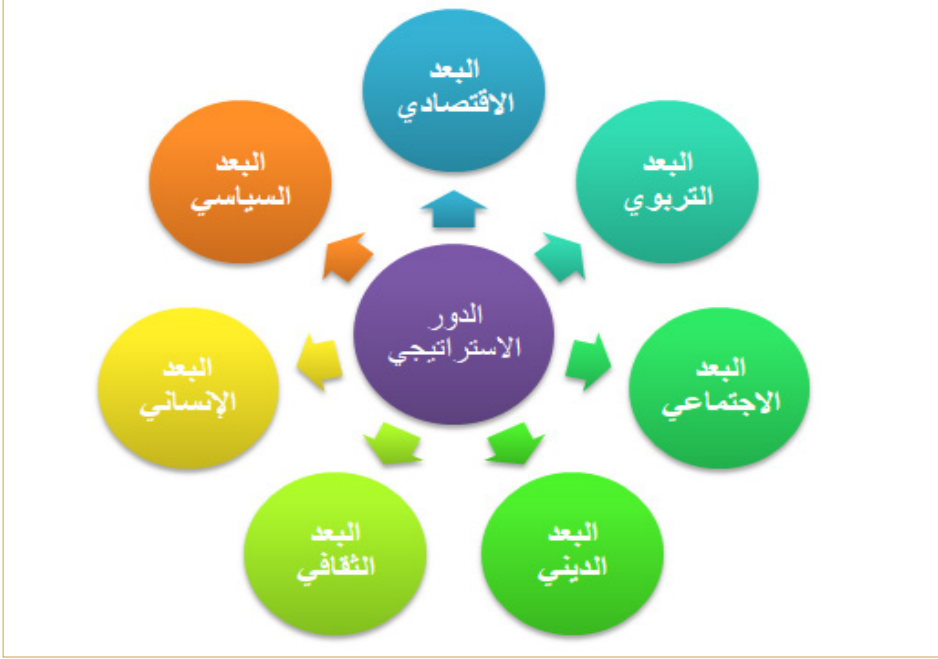 البعد
الاقتصادي
البعد
التربوي
البعد
الاجتماعي
البعد
الديني
البعد
الثقافي
البعد
الإنساني
البعد
السياسي
الدور
الاستراتيجي